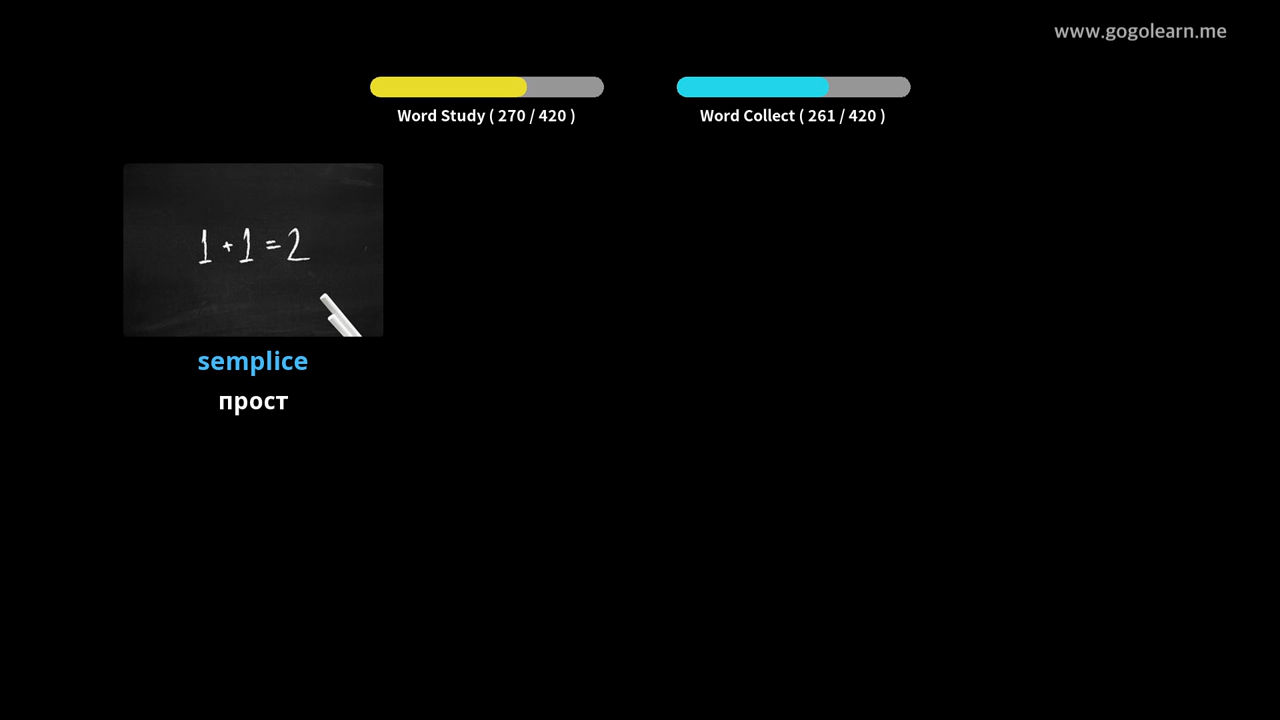 www.gogolearn.me
Word Study ( 270 / 420 )
Word Collect ( 261 / 420 )
1 + 1 = 2
semplice
прост